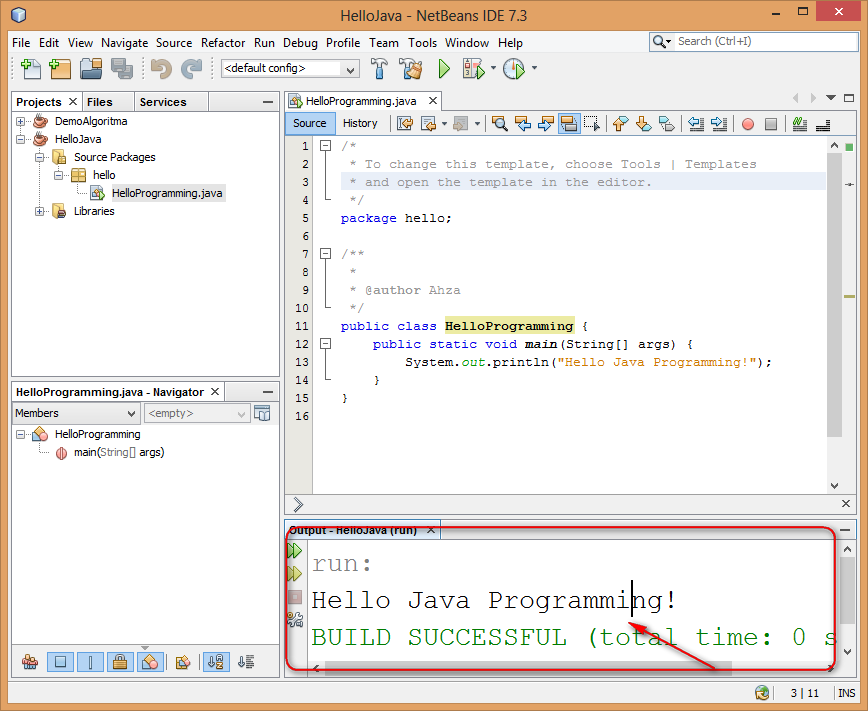 HelloJava - NetBeans IDE 7.3
File Edit View Navigate Source Refactor Run Debug Profile Team Tools Window Help
Search (Ctrl+I)
<default config>
Projects Files Services
DemoAlgoritma
HelloJava
Source Packages
hello
HelloProgramming.java
Libraries
HelloProgramming.java - Navigator
Members <empty>
HelloProgramming
main(String[] args)
HelloProgramming.java
Source History
1 /*
2 * To change this template, choose Tools | Templates
3 * and open the template in the editor.
4 */
5 package hello;
6
7 /**
8 *
9 * @author Ahza
10 */
11 public class HelloProgramming {
12 public static void main(String[] args) {
13 System.out.println("Hello Java Programming!");
14 }
15 }
16
Output - HelloJava (run)
run:
Hello Java Programming!
BUILD SUCCESSFUL (total time: 0 s
3 | 11 INS